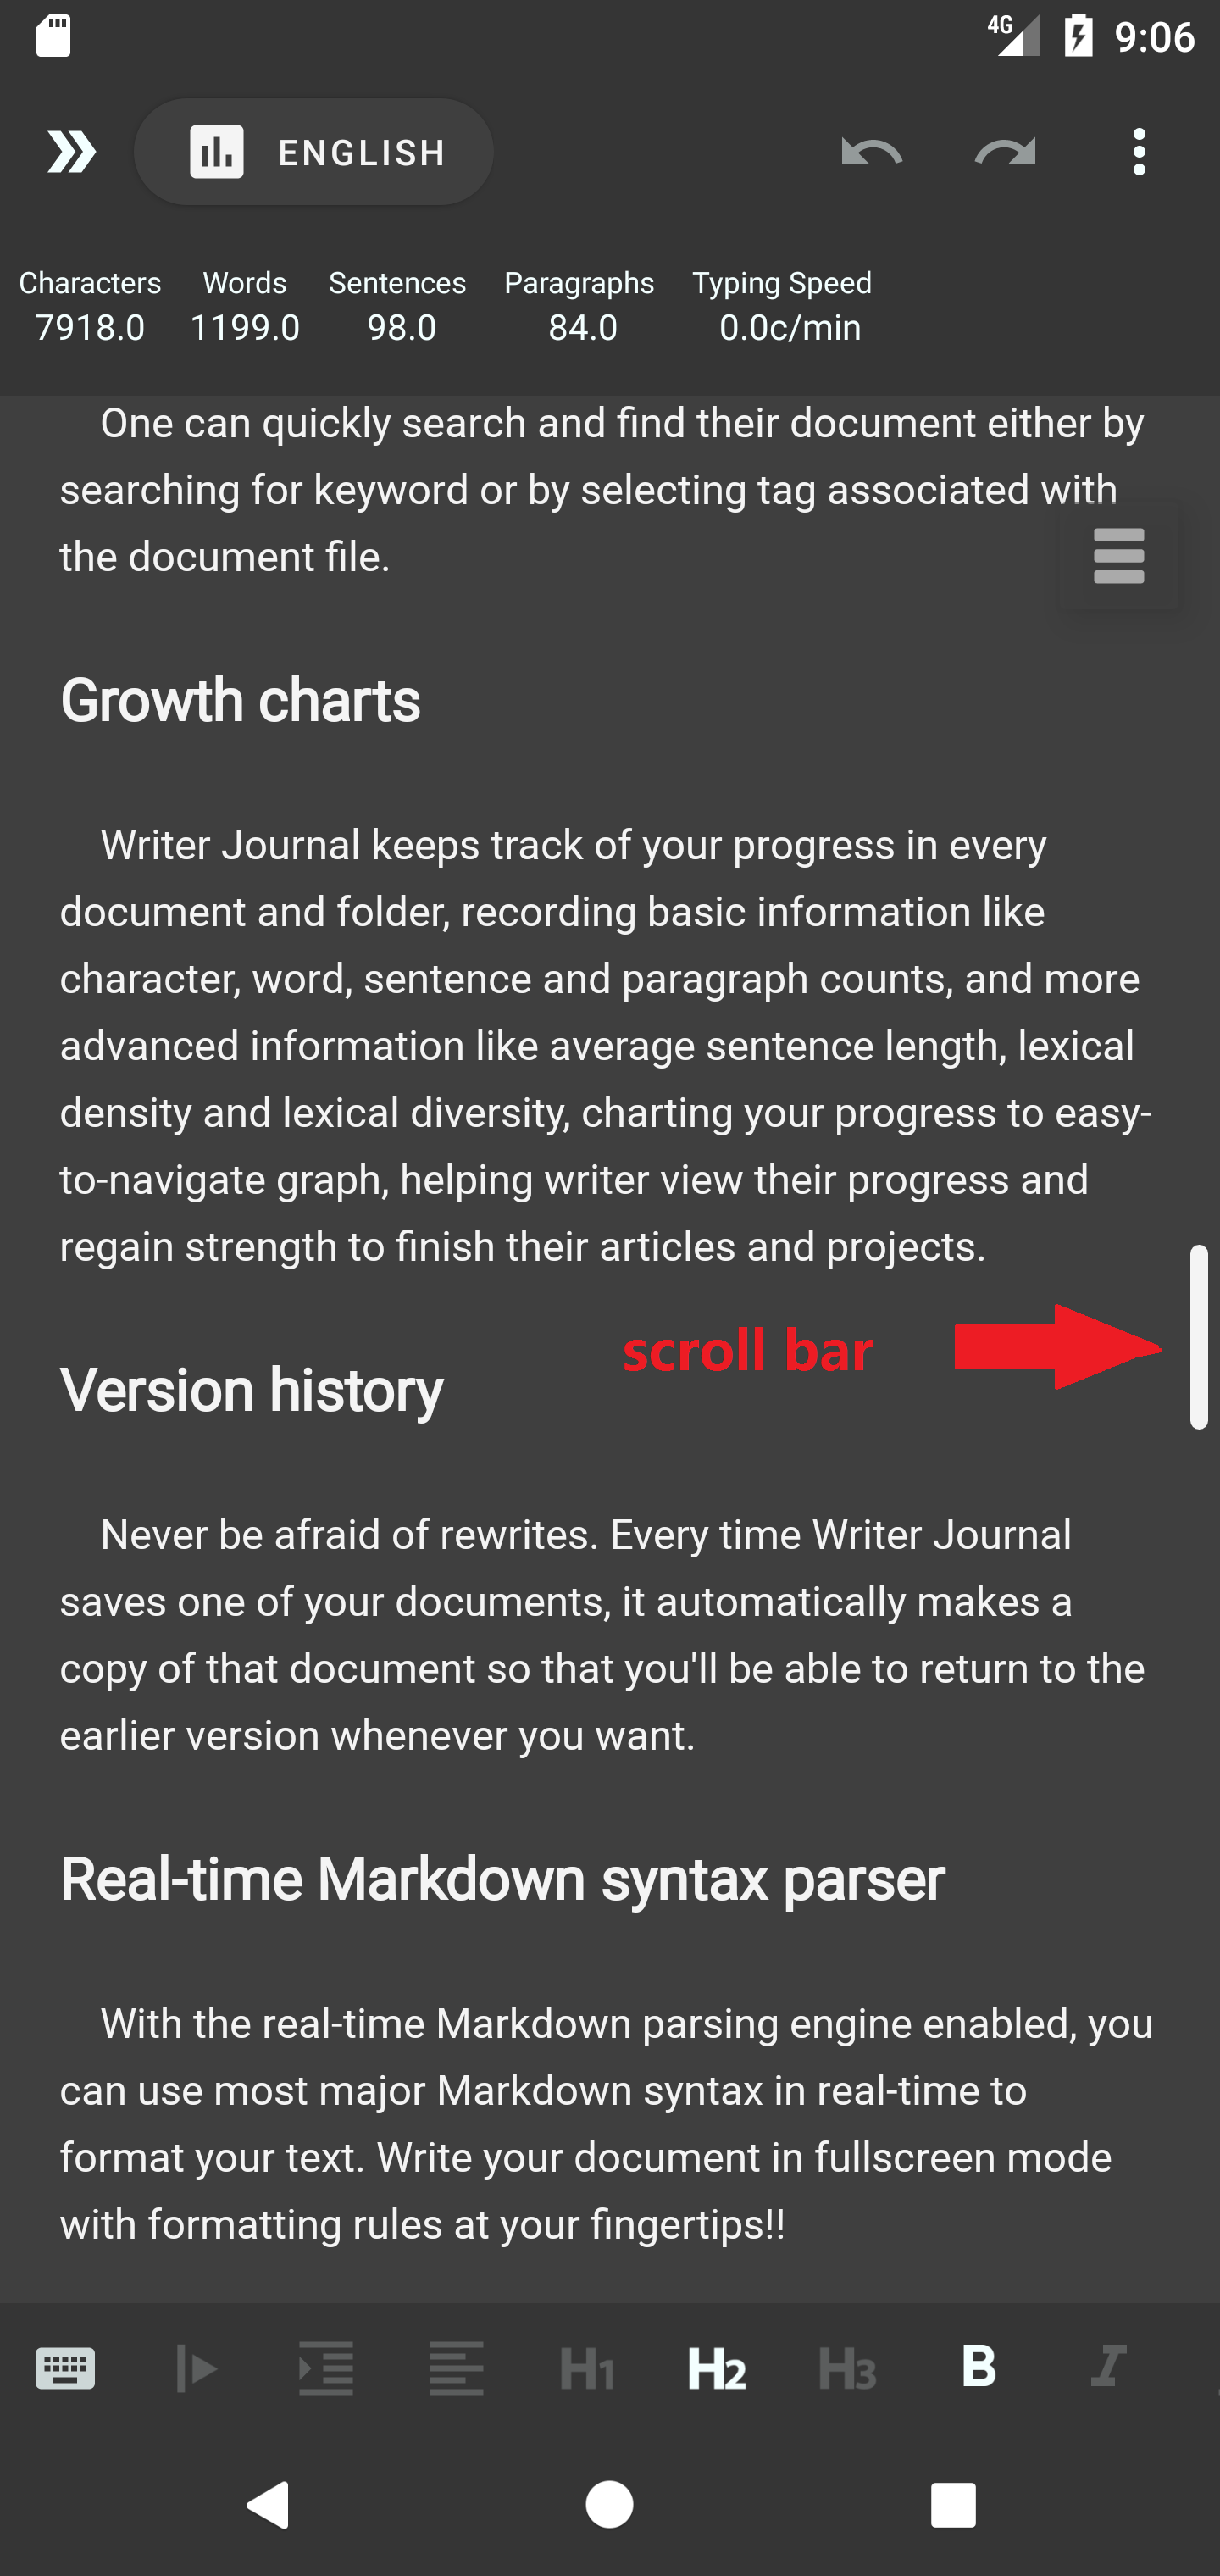 4G 9:06
ENGLISH
Characters Words Sentences Paragraphs Typing Speed
7918.0 1199.0 98.0 84.0 0.0c/min
One can quickly search and find their document either by
searching for keyword or by selecting tag associated with
the document file.
Growth charts
Writer Journal keeps track of your progress in every
document and folder, recording basic information like
character, word, sentence and paragraph counts, and more
advanced information like average sentence length, lexical
density and lexical diversity, charting your progress to easy-
to-navigate graph, helping writer view their progress and
regain strength to finish their articles and projects.
scroll bar
Version history
Never be afraid of rewrites. Every time Writer Journal
saves one of your documents, it automatically makes a
copy of that document so that you'll be able to return to the
earlier version whenever you want.
Real-time Markdown syntax parser
With the real-time Markdown parsing engine enabled, you
can use most major Markdown syntax in real-time to
format your text. Write your document in fullscreen mode
with formatting rules at your fingertips!!
H1 H2 H3 B I